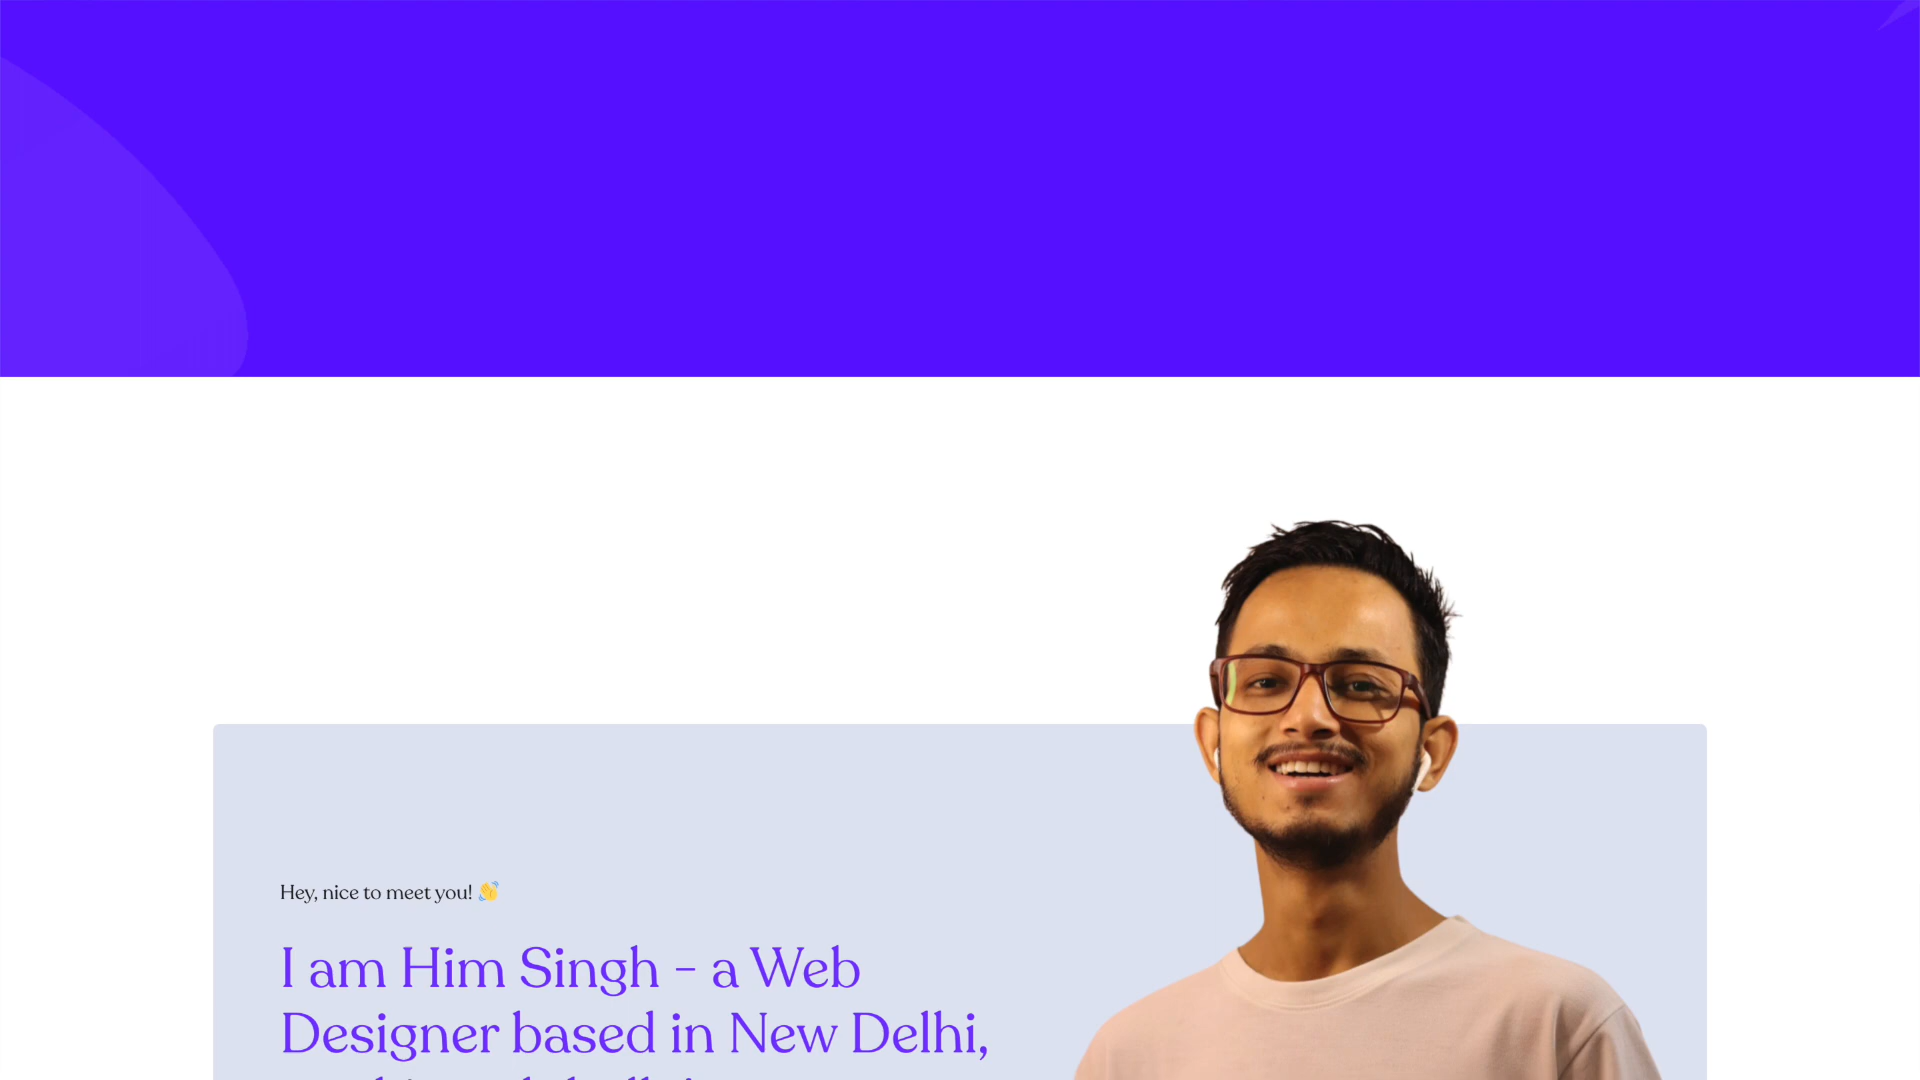 Hey, nice to meet you! 👋
I am Him Singh – a Web
Designer based in New Delhi,